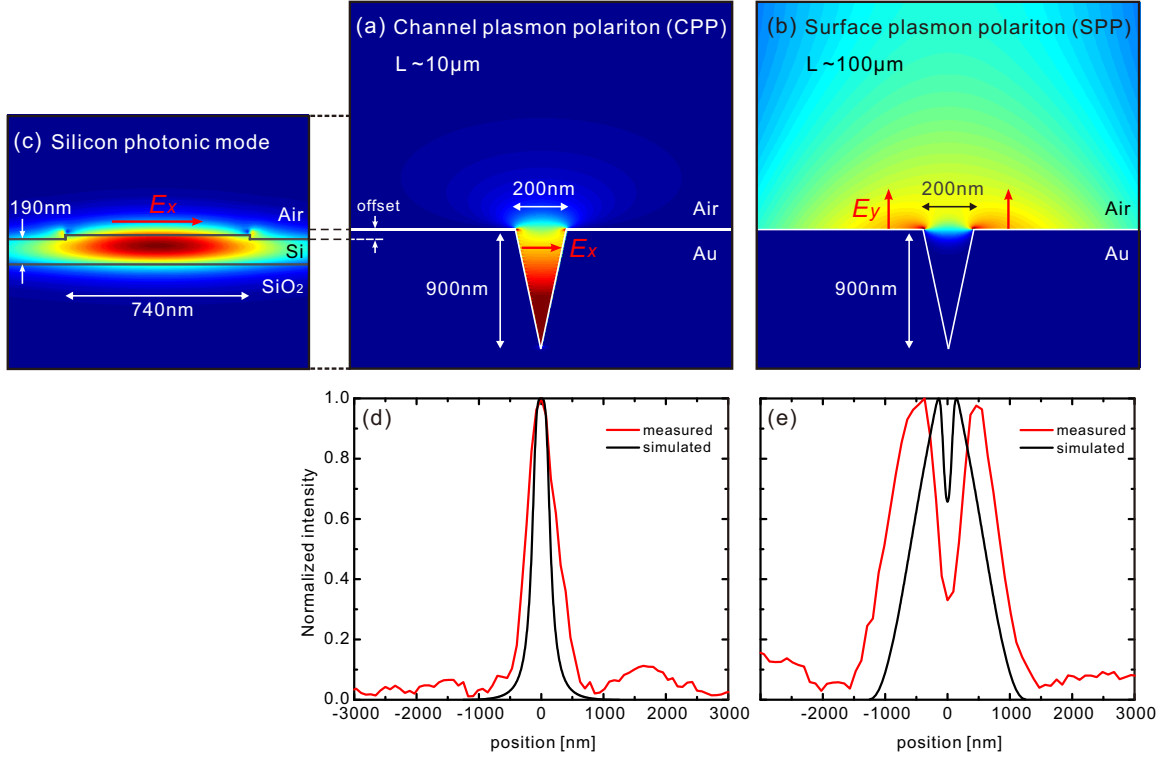 (a) Channel plasmon polariton (CPP)
L ~10μm
200nm
offset
Air
Au
Ex
900nm
(b) Surface plasmon polariton (SPP)
L ~100μm
200nm
Ey
Air
Au
900nm
(c) Silicon photonic mode
190nm
Ex
Air
Si
SiO2
740nm
(d)
measured
simulated
Normalized intensity
1.0
0.8
0.6
0.4
0.2
0.0
-3000 -2000 -1000 0 1000 2000 3000
position [nm]
(e)
measured
simulated
-2000 -1000 0 1000 2000 3000
position [nm]